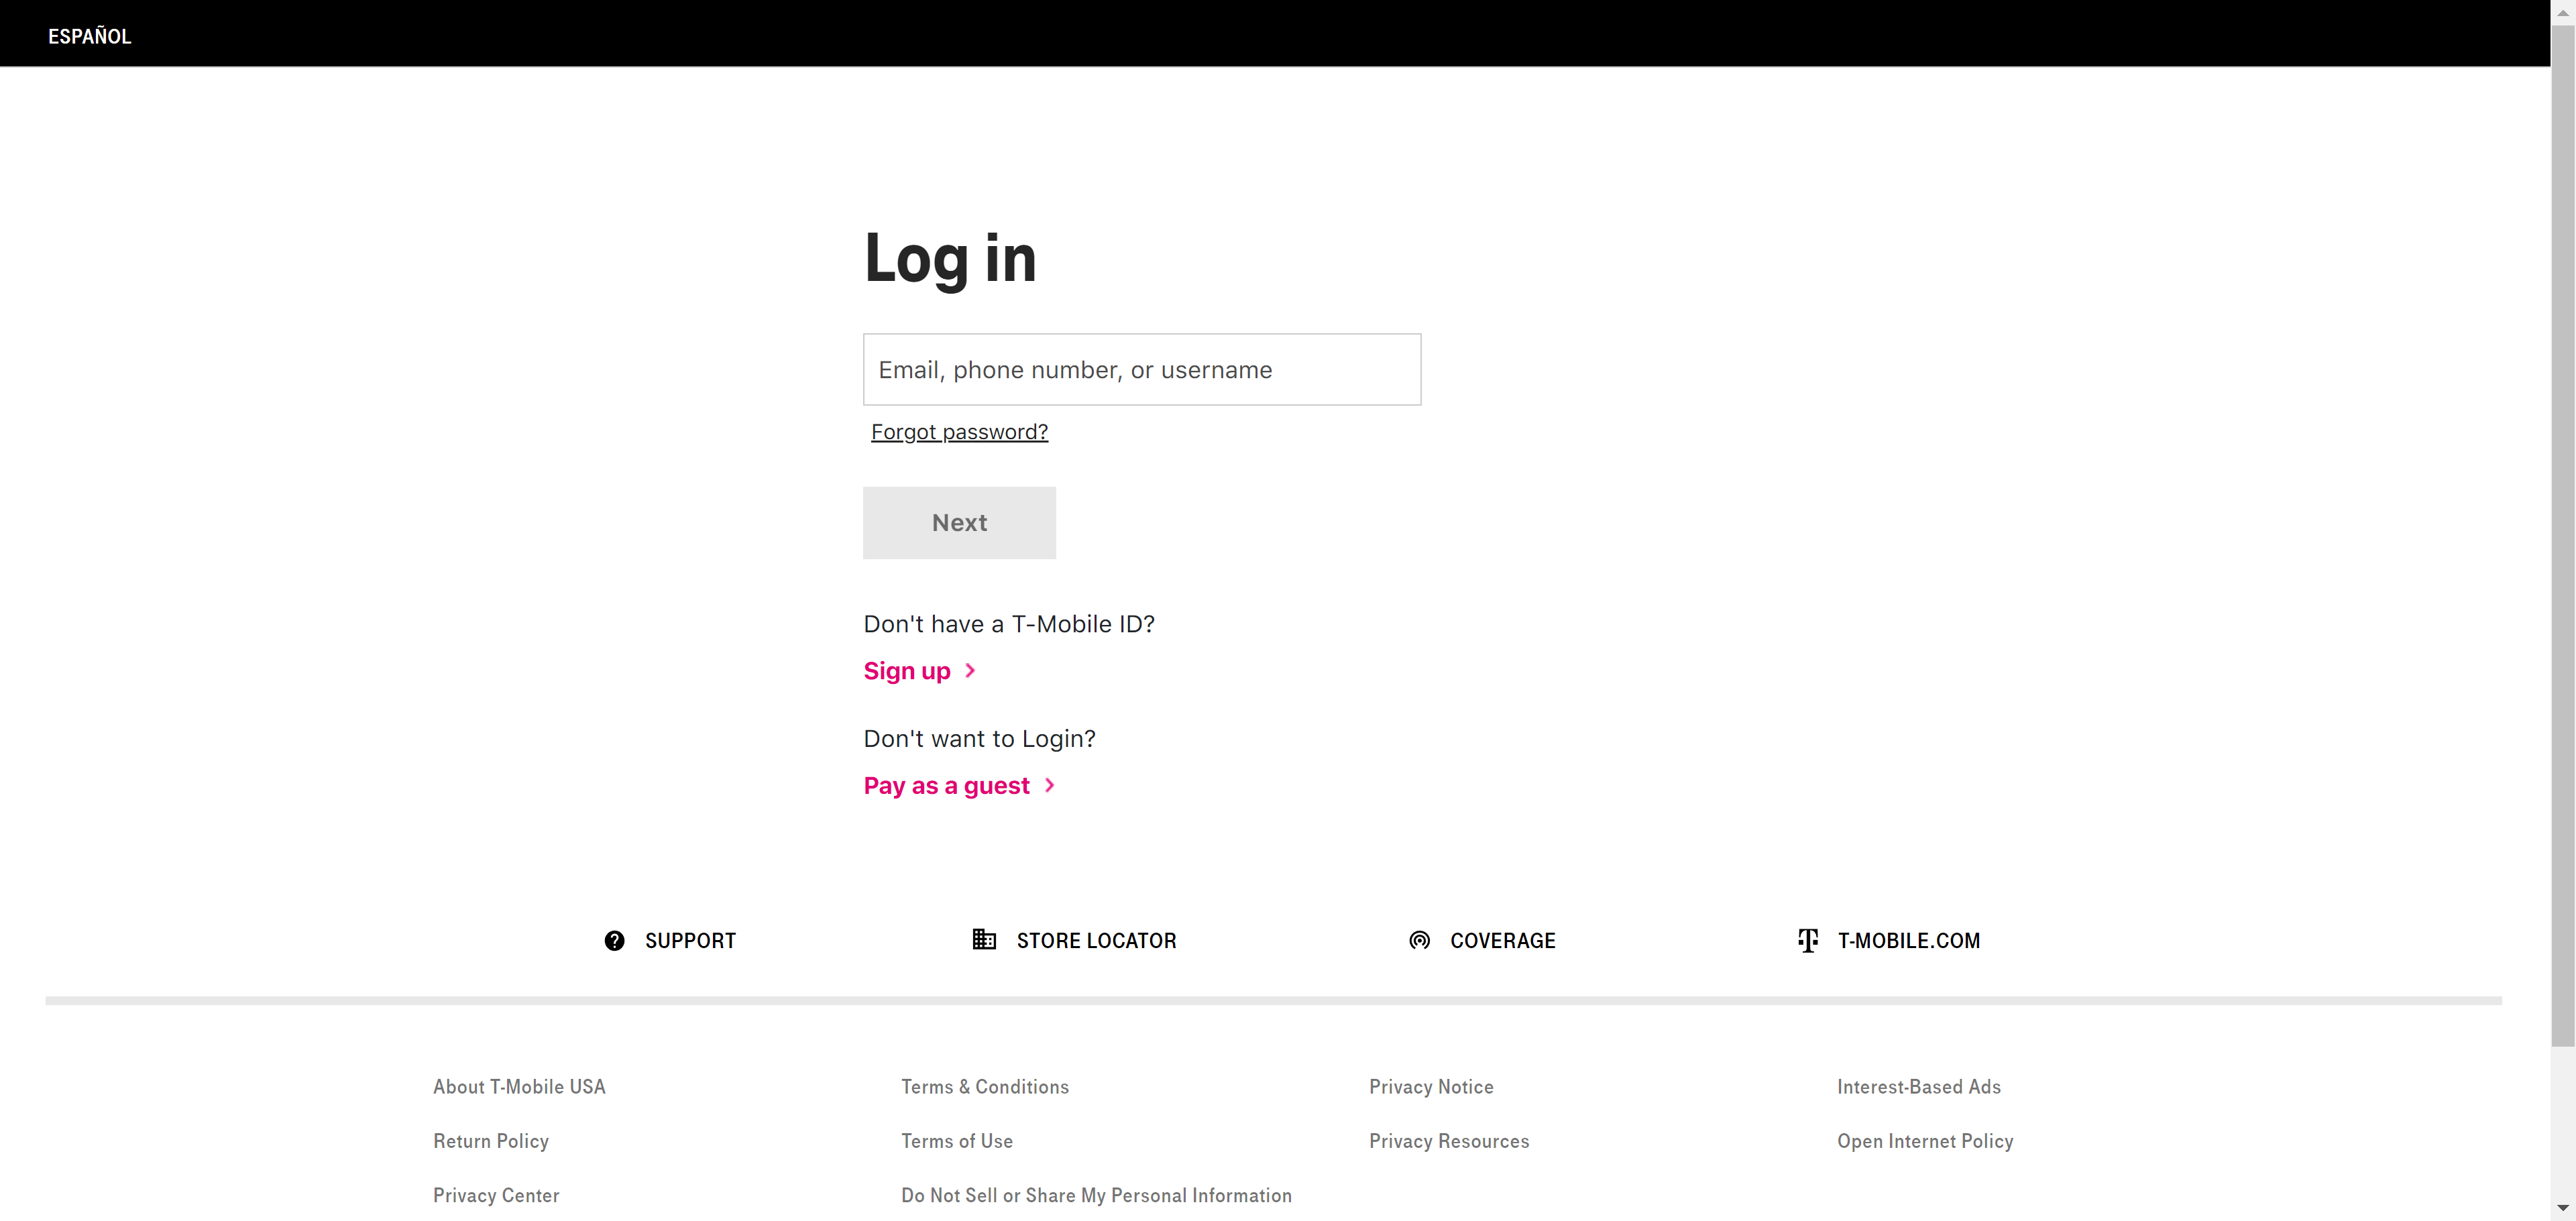 ESPAÑOL
Log in
Email, phone number, or username
Forgot password?
Next
Don't have a T-Mobile ID?
Sign up
Don't want to Login?
Pay as a guest
SUPPORT STORE LOCATOR COVERAGE T-MOBILE.COM
About T-Mobile USA Terms & Conditions Privacy Notice Interest-Based Ads
Return Policy Terms of Use Privacy Resources Open Internet Policy
Privacy Center Do Not Sell or Share My Personal Information